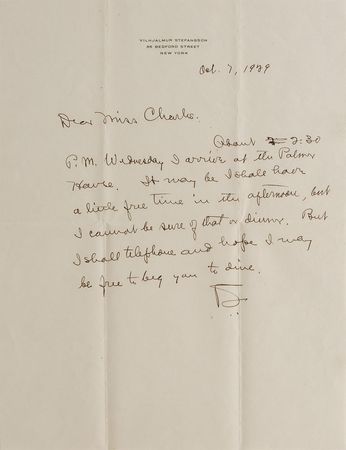 VILHJALMUR STEFANSSON
BEDFORD STREET
NEW YORK
Oct. 7, 1929
Dear Miss Charles.
About 2:30
P.M. Wednesday I arrive at the Palmer
House. It may be I shall have
a little free time in the afternoon, but
I cannot be sure of that or dinner. But
I shall telephone and hope I may
be free to beg you to dine.